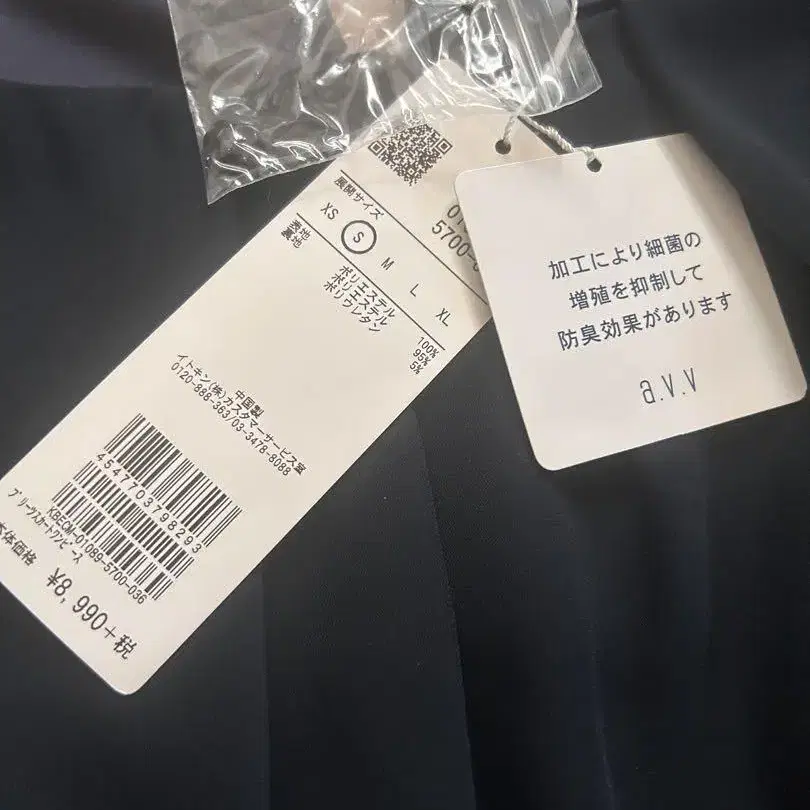 展開サイズ
XS S M L XL
表地
裏地
ポリエステル 100%
ポリエステル 95%
ポリウレタン 5%
中国製
イトキン(株)カスタマーサービス室
0120-888-363/03-3478-8088
4547703798293
KBECM-01089-5700-036
プリーツスカートワンピース
本体価格
¥8,990+税
加工により細菌の
増殖を抑制して
防臭効果があります
a.v.v